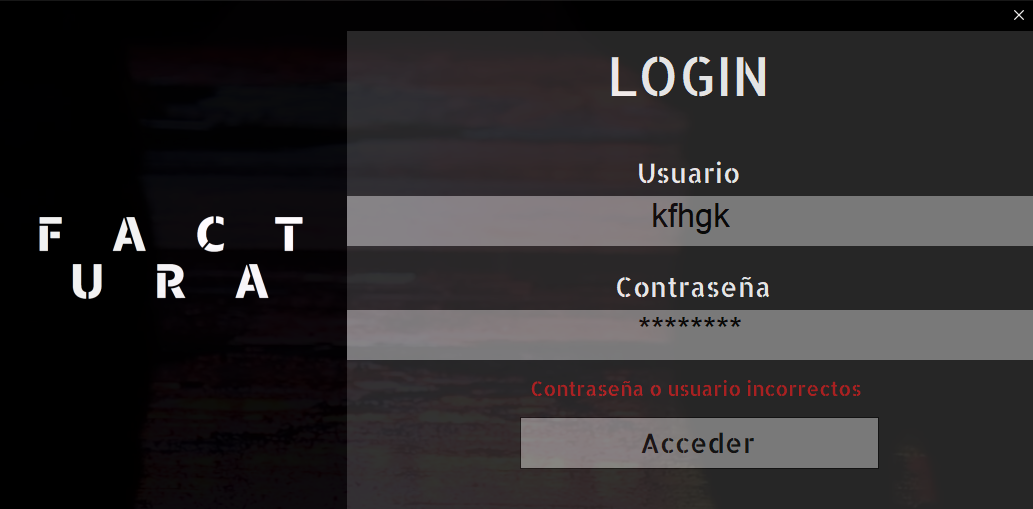 F A C T
U R A
LOGIN
Usuario
kfhgk
Contraseña
********
Contraseña o usuario incorrectos
Acceder